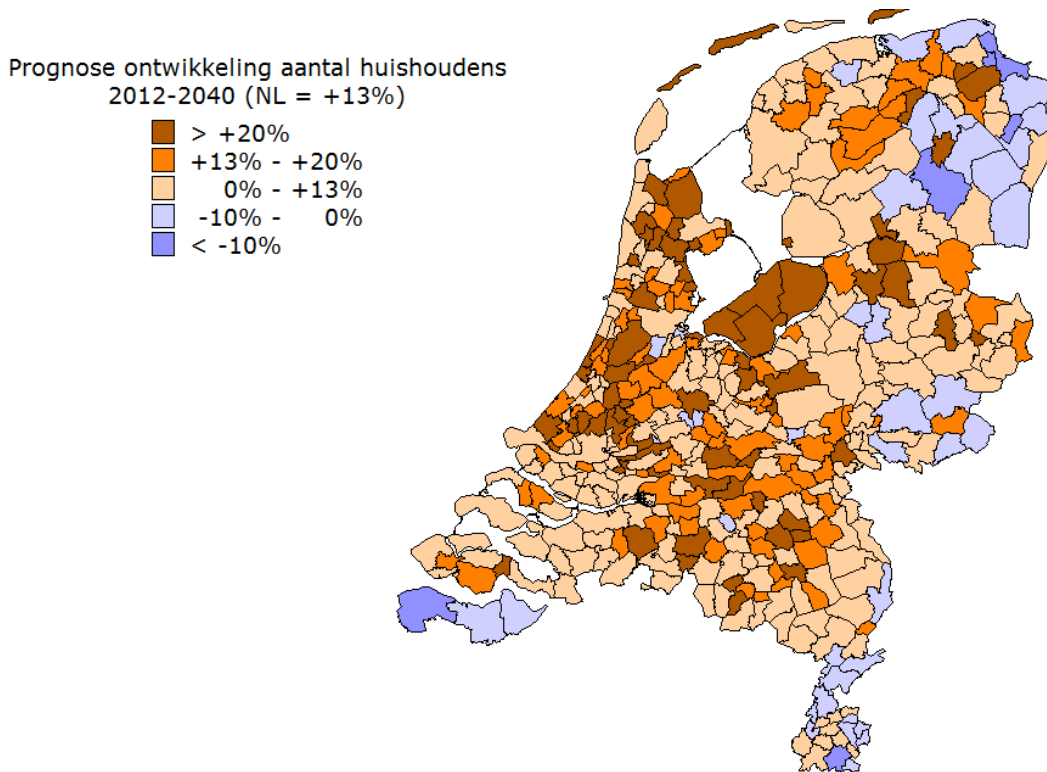 Prognose ontwikkeling aantal huishoudens
2012-2040 (NL = +13%)
> +20%
+13% - +20%
0% - +13%
-10% - 0%
< -10%